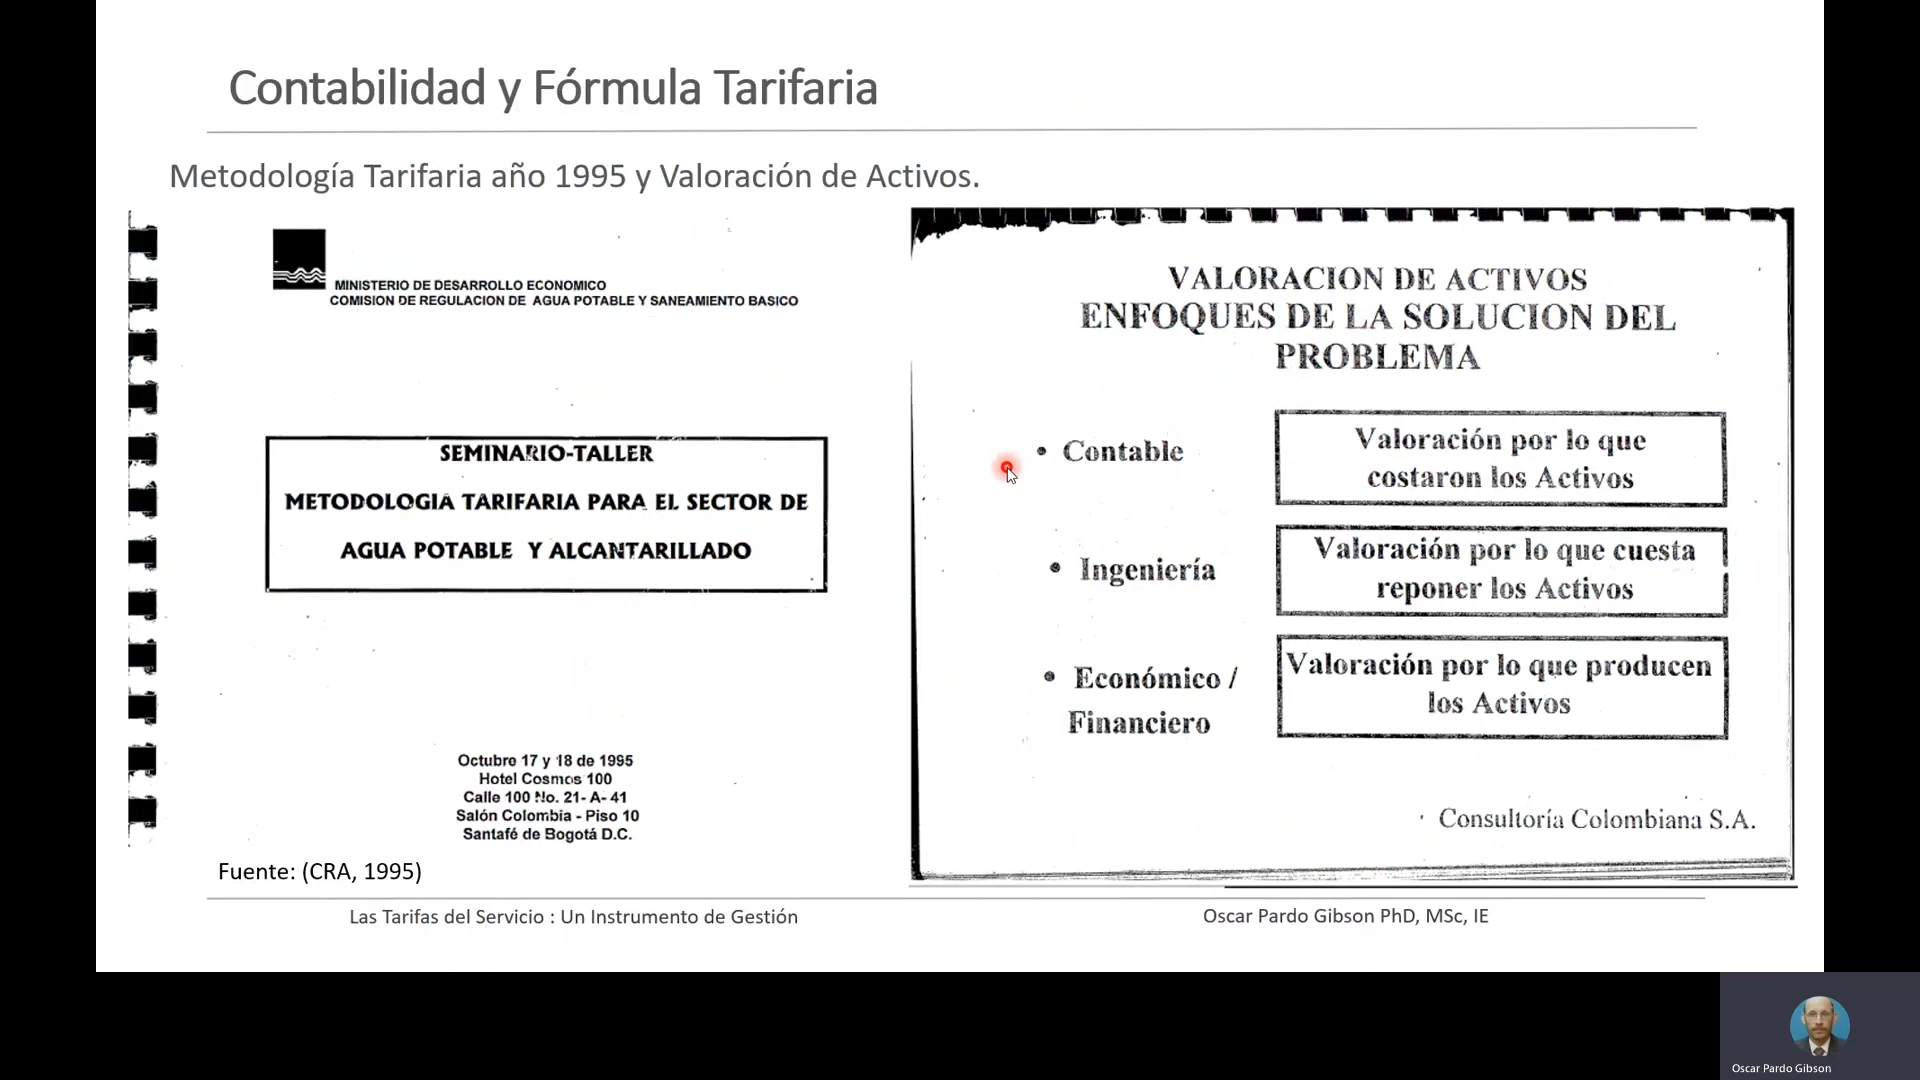 Contabilidad y Fórmula Tarifaria
Metodología Tarifaria año 1995 y Valoración de Activos.
MINISTERIO DE DESARROLLO ECONOMICO
COMISION DE REGULACION DE AGUA POTABLE Y SANEAMIENTO BASICO
SEMINARIO-TALLER
METODOLOGIA TARIFARIA PARA EL SECTOR DE
AGUA POTABLE Y ALCANTARILLADO
Octubre 17 y 18 de 1995
Hotel Cosmos 100
Calle 100 No. 21- A- 41
Salón Colombia - Piso 10
Santafé de Bogotá D.C.
Fuente: (CRA, 1995)
VALORACION DE ACTIVOS
ENFOQUES DE LA SOLUCION DEL
PROBLEMA
• Contable
Valoración por lo que
costaron los Activos
• Ingeniería
Valoración por lo que cuesta
reponer los Activos
• Económico /
Financiero
Valoración por lo que producen
los Activos
Consultoría Colombiana S.A.
Las Tarifas del Servicio : Un Instrumento de Gestión
Oscar Pardo Gibson PhD, MSc, IE
Oscar Pardo Gibson